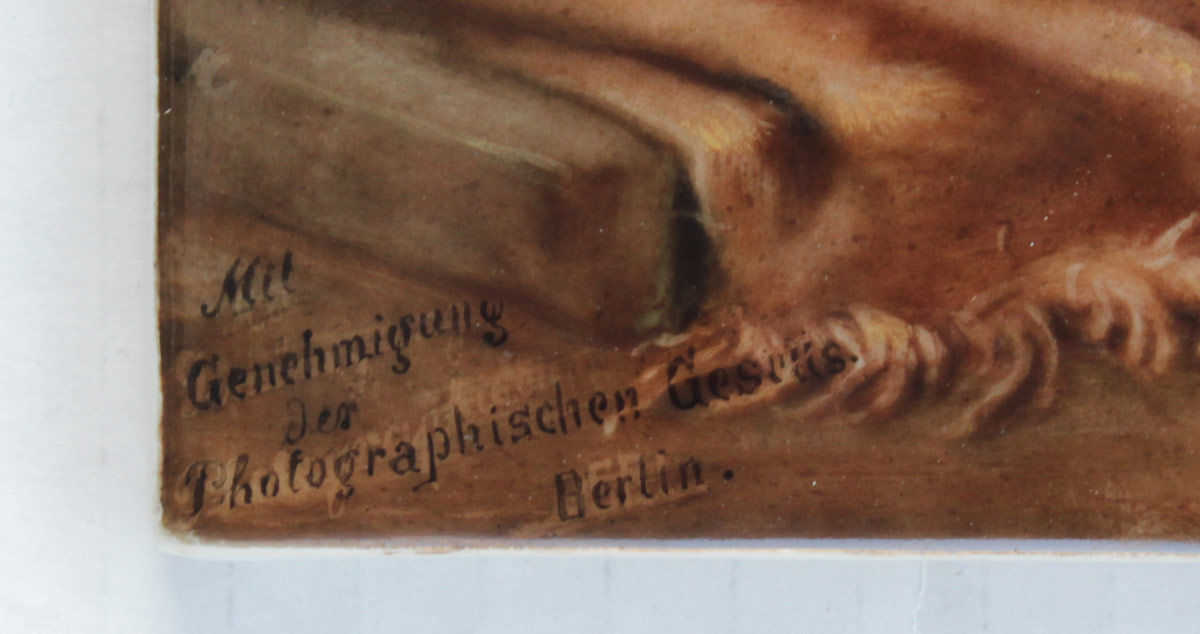 Mit
Genehmigung
der
Photographischen Gesells.
Berlin.